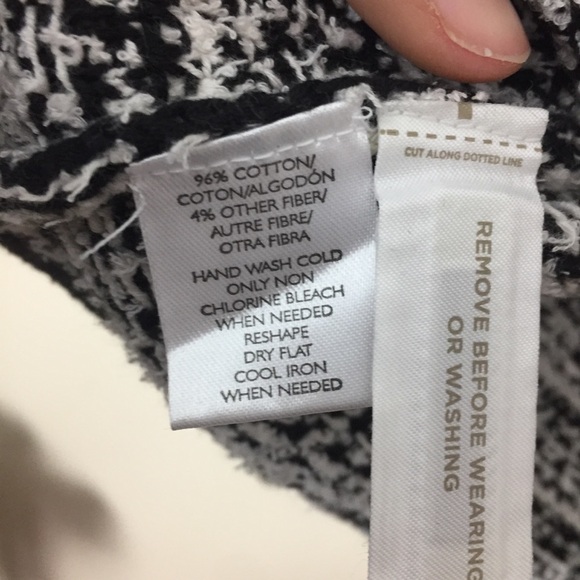 96% COTTON/
COTON/ALGODÓN
4% OTHER FIBER/
AUTRE FIBRE/
OTRA FIBRA
HAND WASH COLD
ONLY NON
CHLORINE BLEACH
WHEN NEEDED
RESHAPE
DRY FLAT
COOL IRON
WHEN NEEDED
CUT ALONG DOTTED LINE
REMOVE BEFORE WEARING
OR WASHING